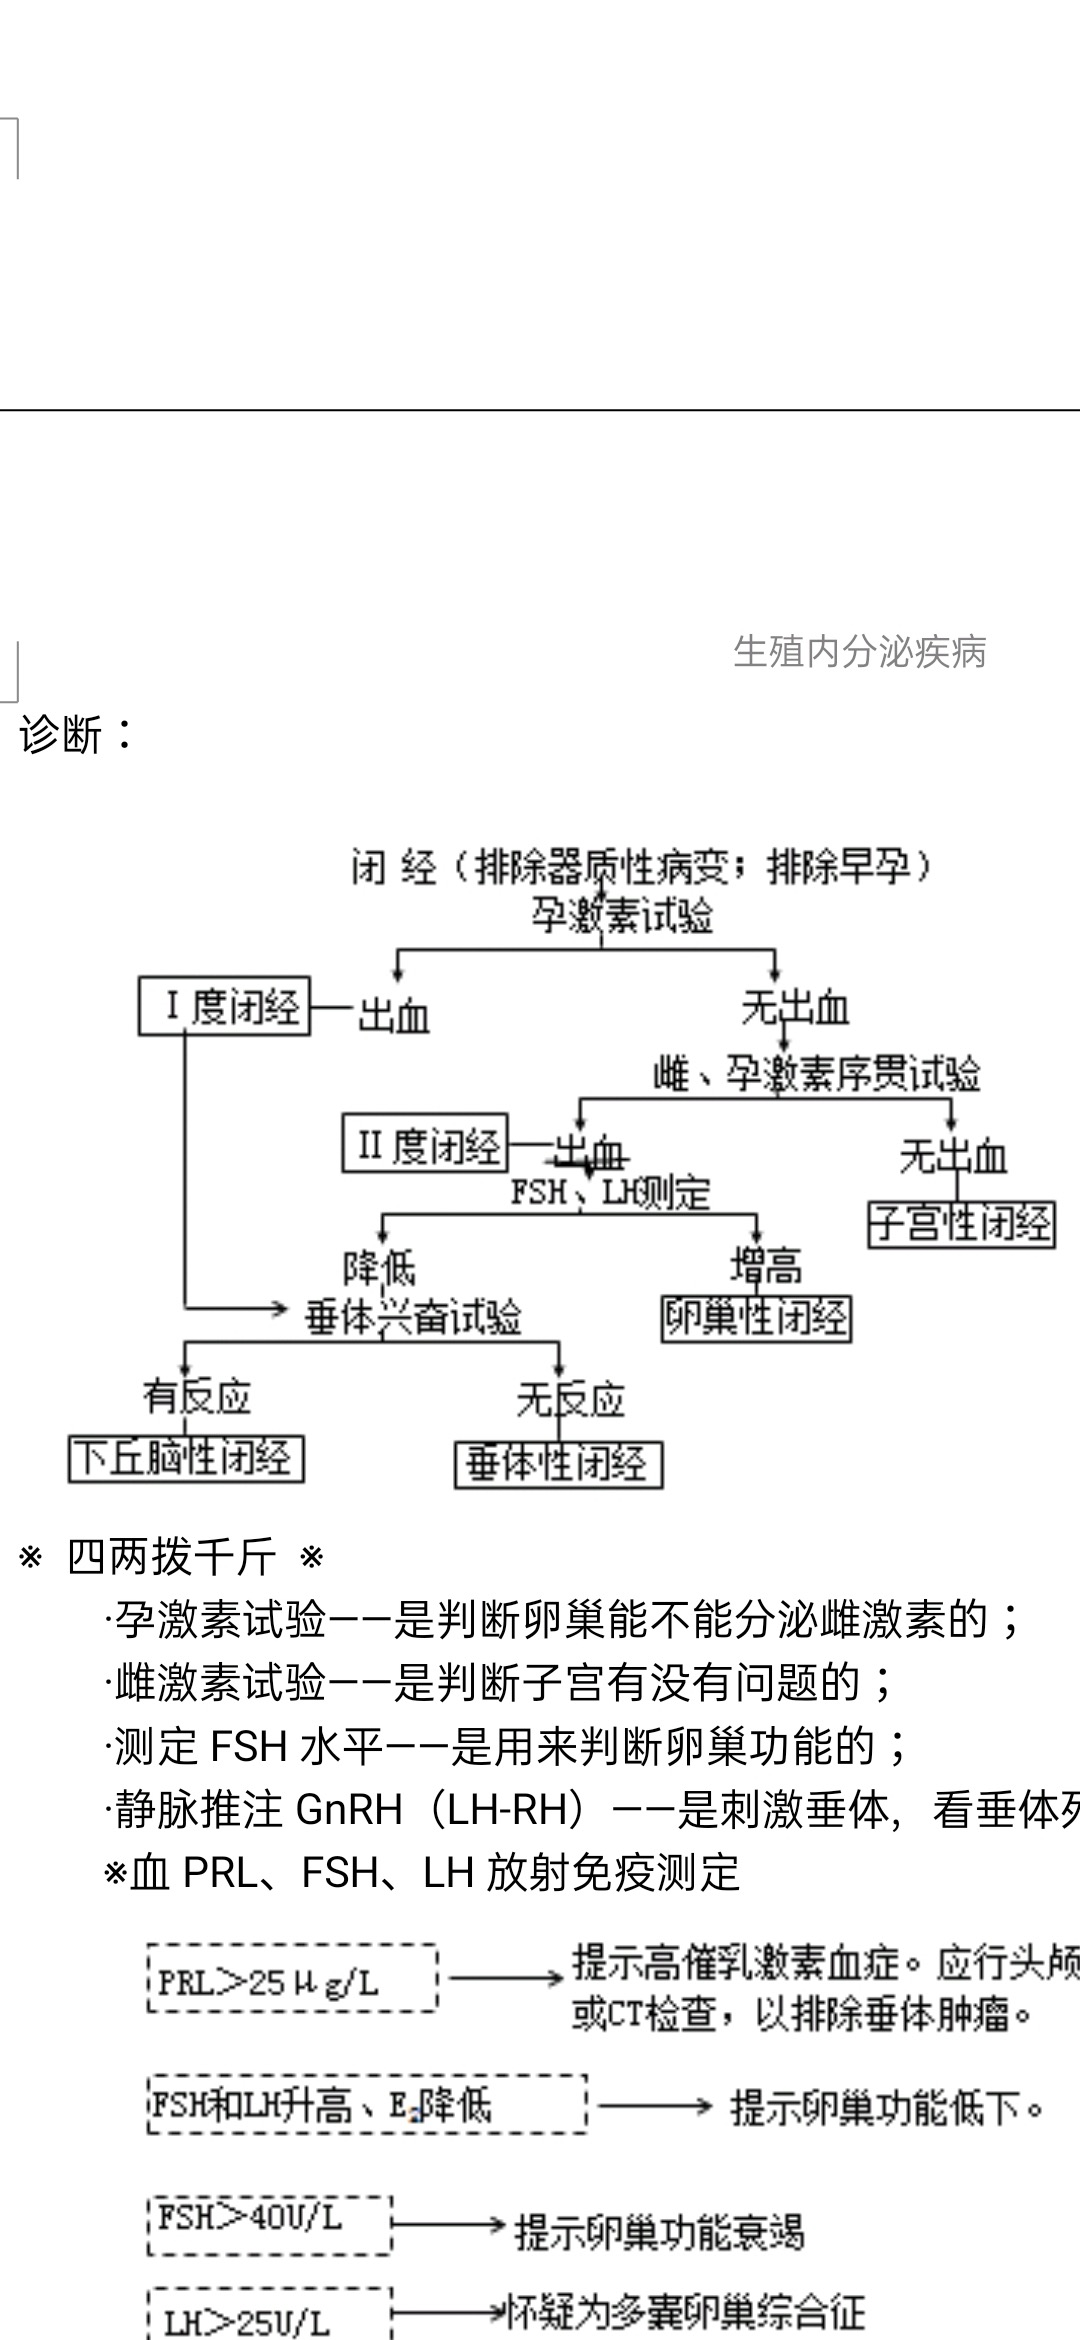 生殖内分泌疾病
诊断：
闭 经（排除器质性病变；排除早孕）
孕激素试验
Ⅰ度闭经
出血
无出血
雌、孕激素序贯试验
II度闭经
出血
无出血
FSH、LH测定
子宫性闭经
降低
增高
垂体兴奋试验
卵巢性闭经
有反应
无反应
下丘脑性闭经
垂体性闭经
※ 四两拨千斤 ※
·孕激素试验——是判断卵巢能不能分泌雌激素的；
·雌激素试验——是判断子宫有没有问题的；
·测定 FSH 水平——是用来判断卵巢功能的；
·静脉推注 GnRH（LH-RH）——是刺激垂体，看垂体
※血 PRL、FSH、LH 放射免疫测定
PRL＞25μg/L
提示高催乳激素血症。应行头颅
或CT检查，以排除垂体肿瘤。
FSH和LH升高、E₂降低
提示卵巢功能低下。
FSH＞40U/L
提示卵巢功能衰竭
LH＞25U/L
怀疑为多囊卵巢综合征